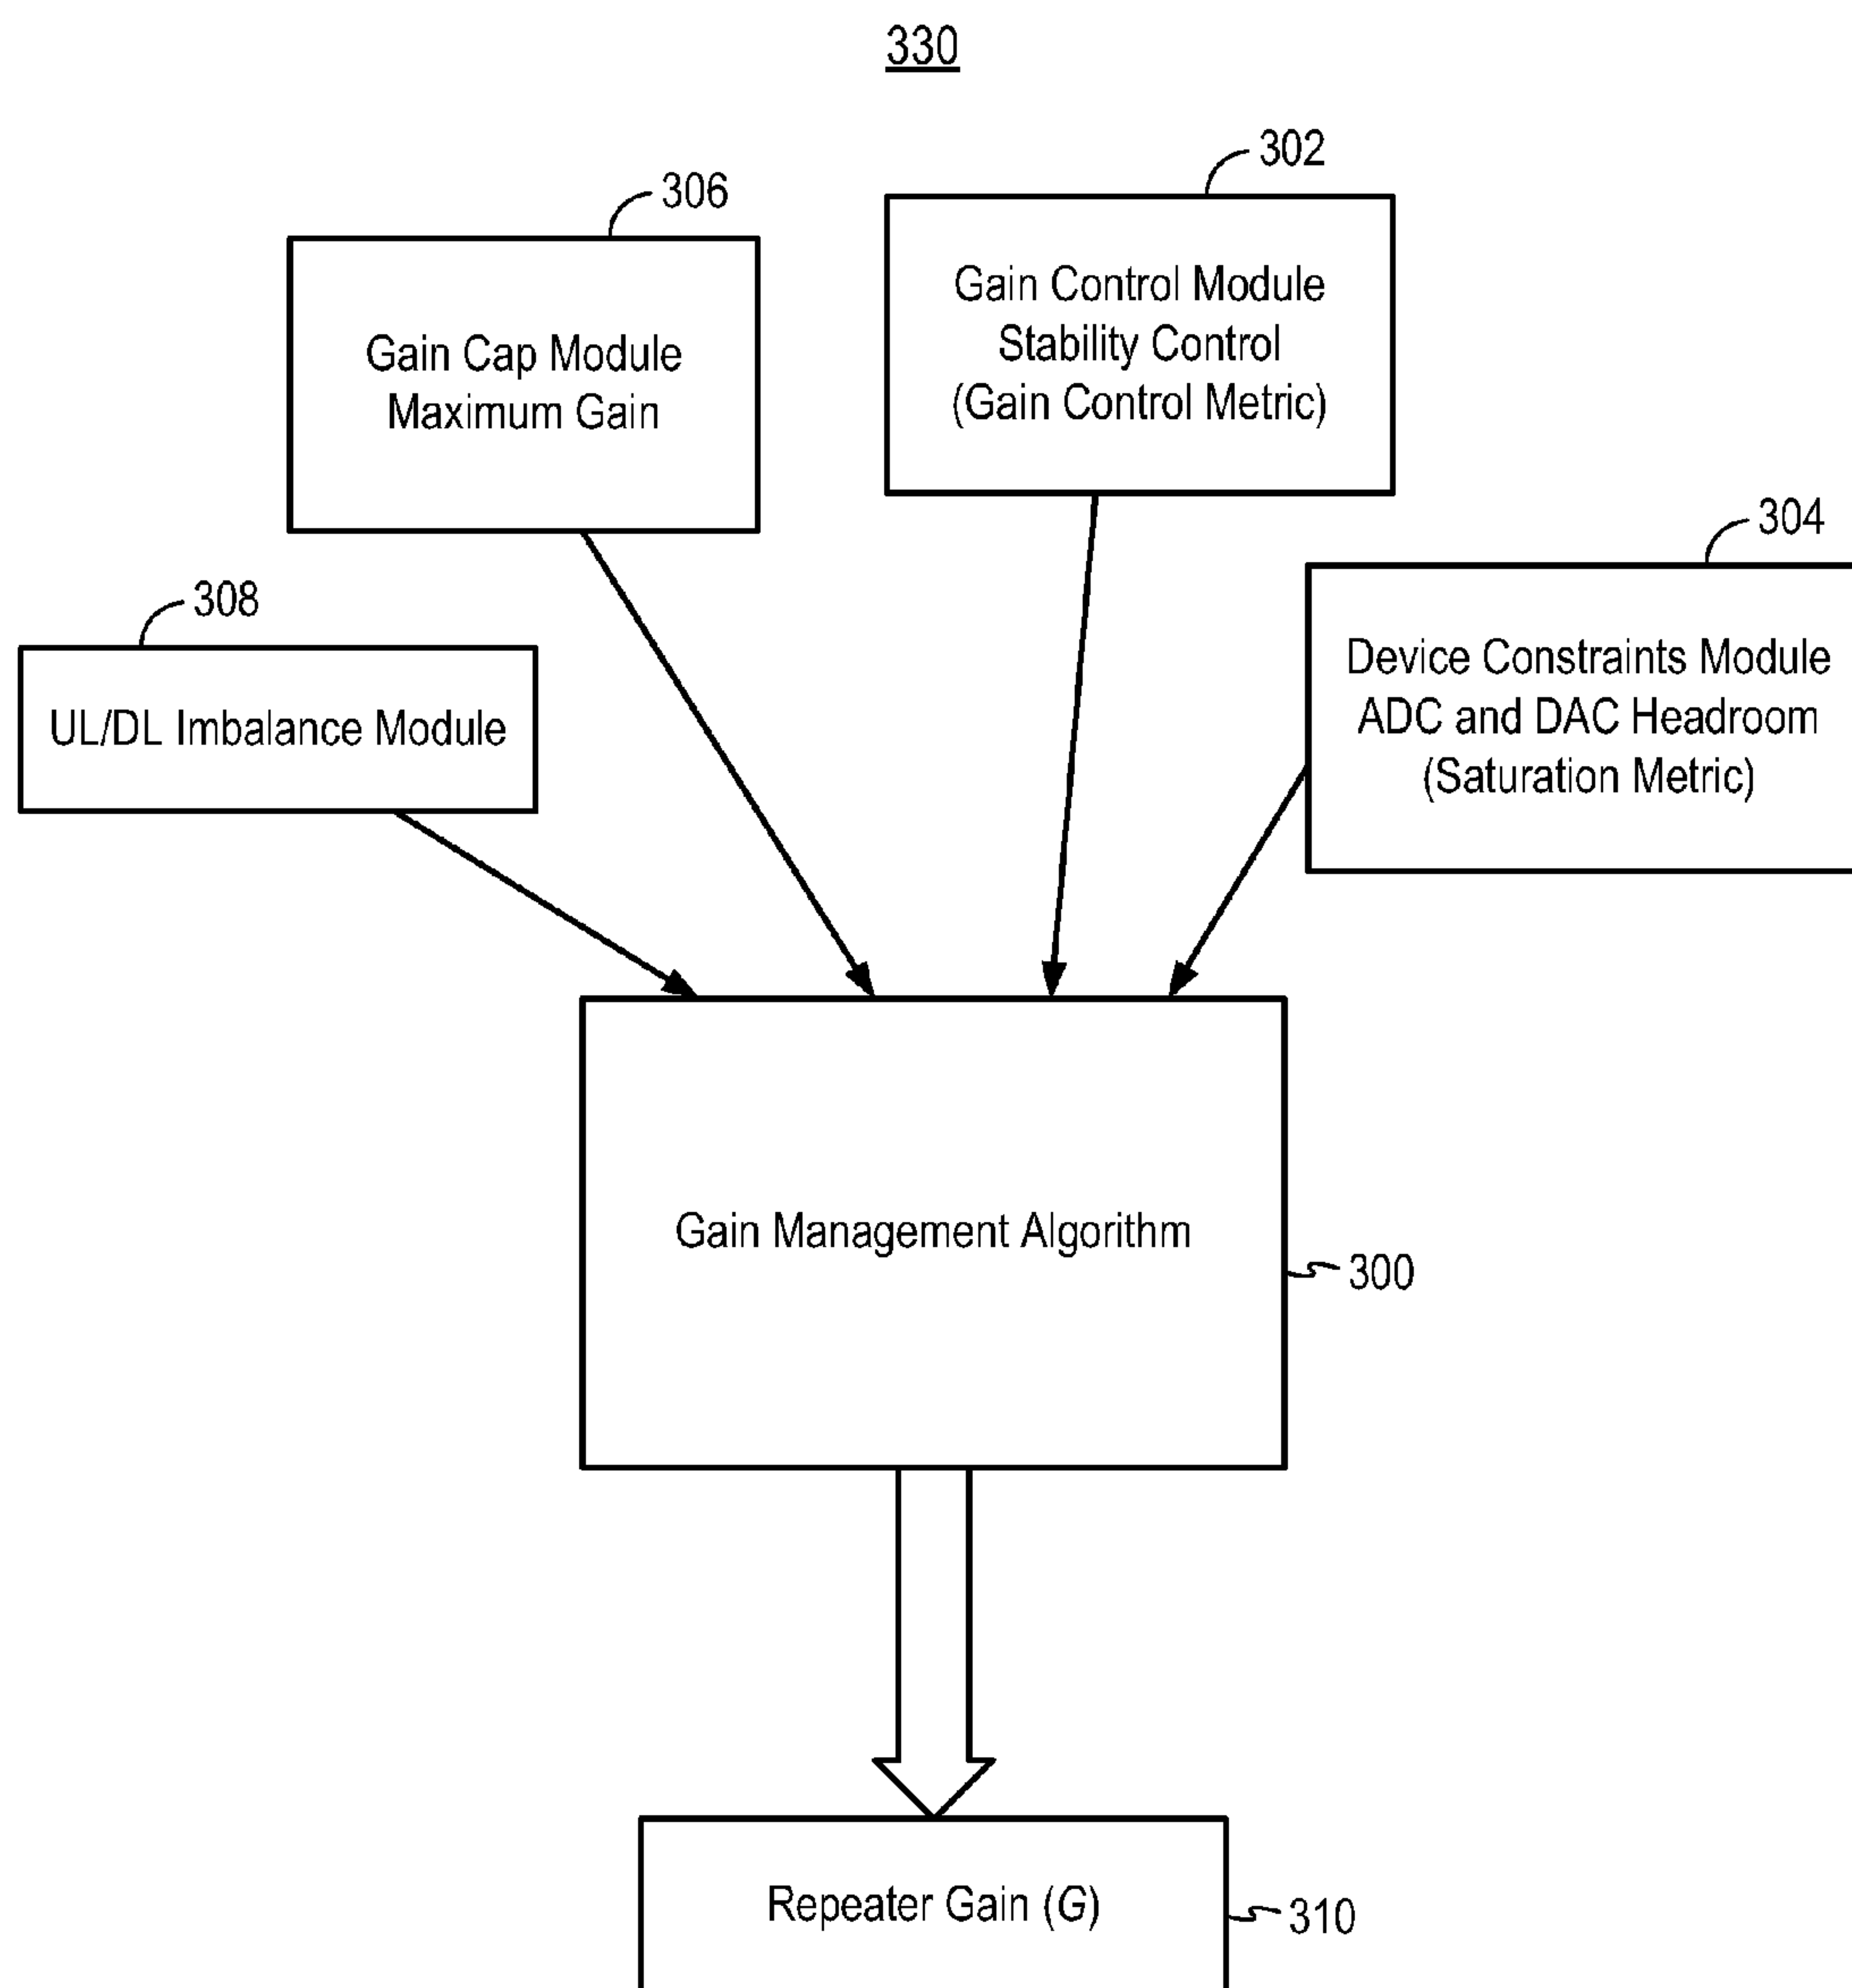 330
302
306
Gain Control Module
Stability Control
(Gain Control Metric)
Gain Cap Module
Maximum Gain
304
308
Device Constraints Module
ADC and DAC Headroom
(Saturation Metric)
UL/DL Imbalance Module
Gain Management Algorithm
300
Repeater Gain (G)
310